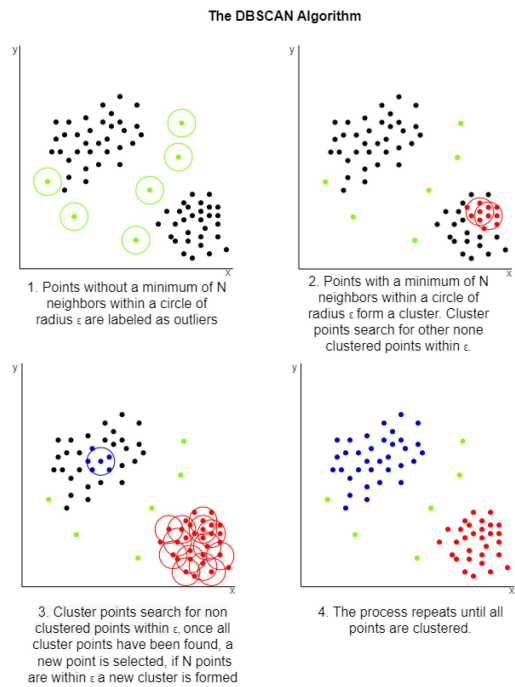 The DBSCAN Algorithm
y
x
1. Points without a minimum of N
neighbors within a circle of
radius ε are labeled as outliers
y
x
2. Points with a minimum of N
neighbors within a circle of
radius ε form a cluster. Cluster
points search for other none
clustered points within ε.
y
x
3. Cluster points search for non
clustered points within ε, once all
cluster points have been found, a
new point is selected, if N points
are within ε a new cluster is formed
y
x
4. The process repeats until all
points are clustered.